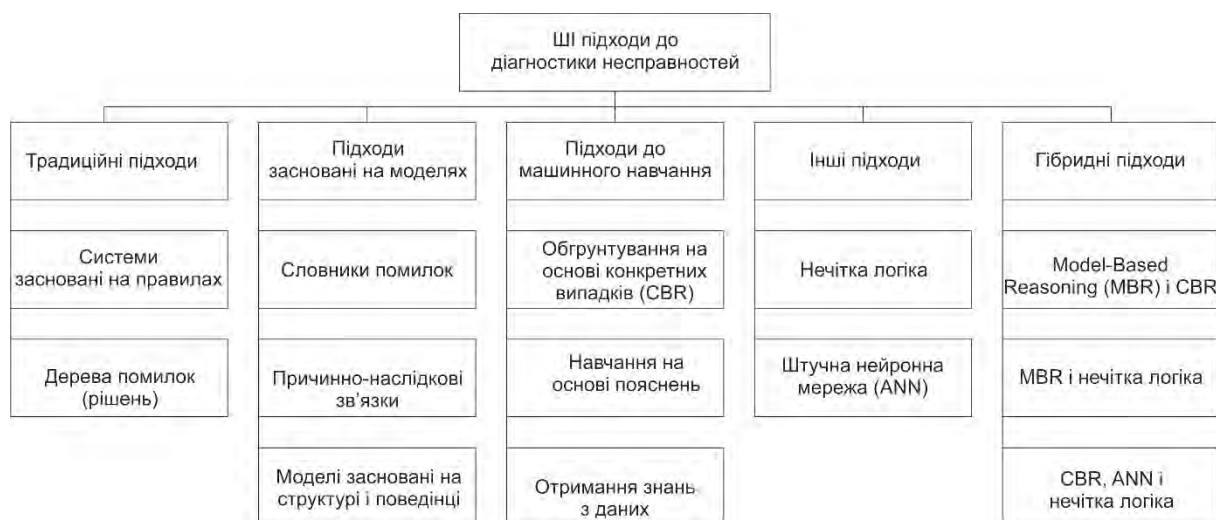 ШІ підходи до
діагностики несправностей
Традиційні підходи
Підходи
засновані на моделях
Підходи до
машинного навчання
Інші підходи
Гібридні підходи
Системи
засновані на правилах
Словники помилок
Обгрунтування на
основі конкретних
випадків (CBR)
Нечітка логіка
Model-Based
Reasoning (MBR) і CBR
Дерева помилок
(рішень)
Причинно-наслідкові
зв’язки
Навчання на
основі пояснень
Штучна нейронна
мережа (ANN)
MBR і нечітка логіка
Моделі засновані на
структурі і поведінці
Отримання знань
з даних
CBR, ANN і
нечітка логіка